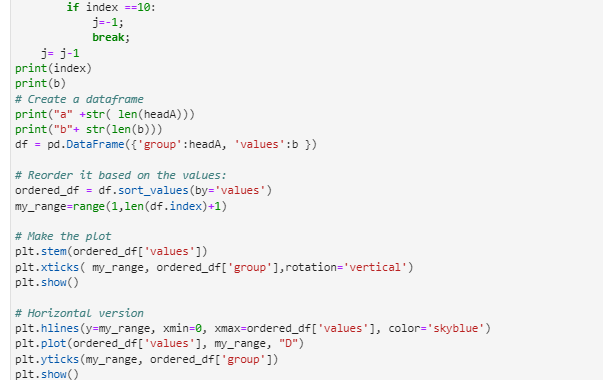 if index ==10:
j=-1;
break;
j= j-1
print(index)
print(b)
# Create a dataframe
print("a" +str( len(headA)))
print("b"+ str(len(b)))
df = pd.DataFrame({'group':headA, 'values':b })
# Reorder it based on the values:
ordered_df = df.sort_values(by='values')
my_range=range(1,len(df.index)+1)
# Make the plot
plt.stem(ordered_df['values'])
plt.xticks( my_range, ordered_df['group'],rotation='vertical')
plt.show()
# Horizontal version
plt.hlines(y=my_range, xmin=0, xmax=ordered_df['values'], color='skyblue')
plt.plot(ordered_df['values'], my_range, "D")
plt.yticks(my_range, ordered_df['group'])
plt.show()